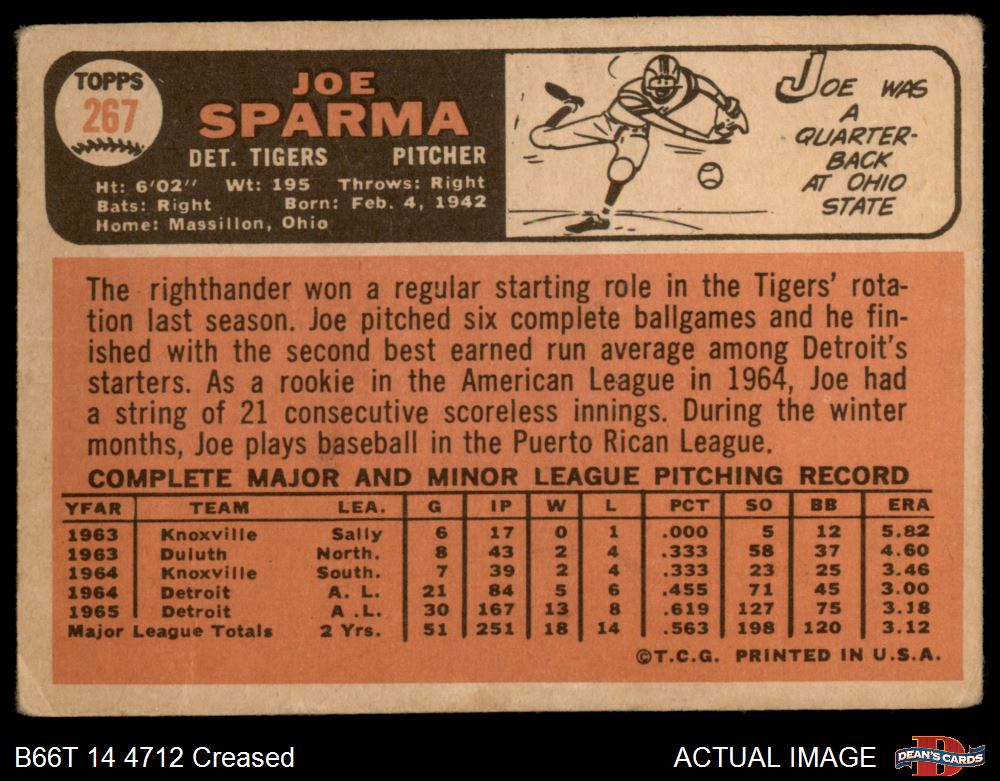 TOPPS
267
JOE
SPARMA
DET. TIGERS PITCHER
Ht: 6'02" Wt: 195 Throws: Right
Bats: Right Born: Feb. 4, 1942
Home: Massillon, Ohio
JOE WAS
A
QUARTER-
BACK
AT OHIO
STATE
The righthander won a regular starting role in the Tigers' rota-
tion last season. Joe pitched six complete ballgames and he fin-
ished with the second best earned run average among Detroit's
starters. As a rookie in the American League in 1964, Joe had
a string of 21 consecutive scoreless innings. During the winter
months, Joe plays baseball in the Puerto Rican League.
COMPLETE MAJOR AND MINOR LEAGUE PITCHING RECORD
YEAR TEAM LEA. G IP W L PCT SO BB ERA
1963 Knoxville Sally 6 17 0 1 .000 5 12 5.82
1963 Duluth North. 8 43 2 4 .333 58 37 4.60
1964 Knoxville South. 7 39 2 4 .333 23 25 3.46
1964 Detroit A. L. 21 84 5 6 .455 71 45 3.00
1965 Detroit A .L. 30 167 13 8 .619 127 75 3.18
Major League Totals 2 Yrs. 51 251 18 14 .563 198 120 3.12
©T.C.G. PRINTED IN U.S.A.
B66T 14 4712 Creased
ACTUAL IMAGE
D
DEAN'S CARDS